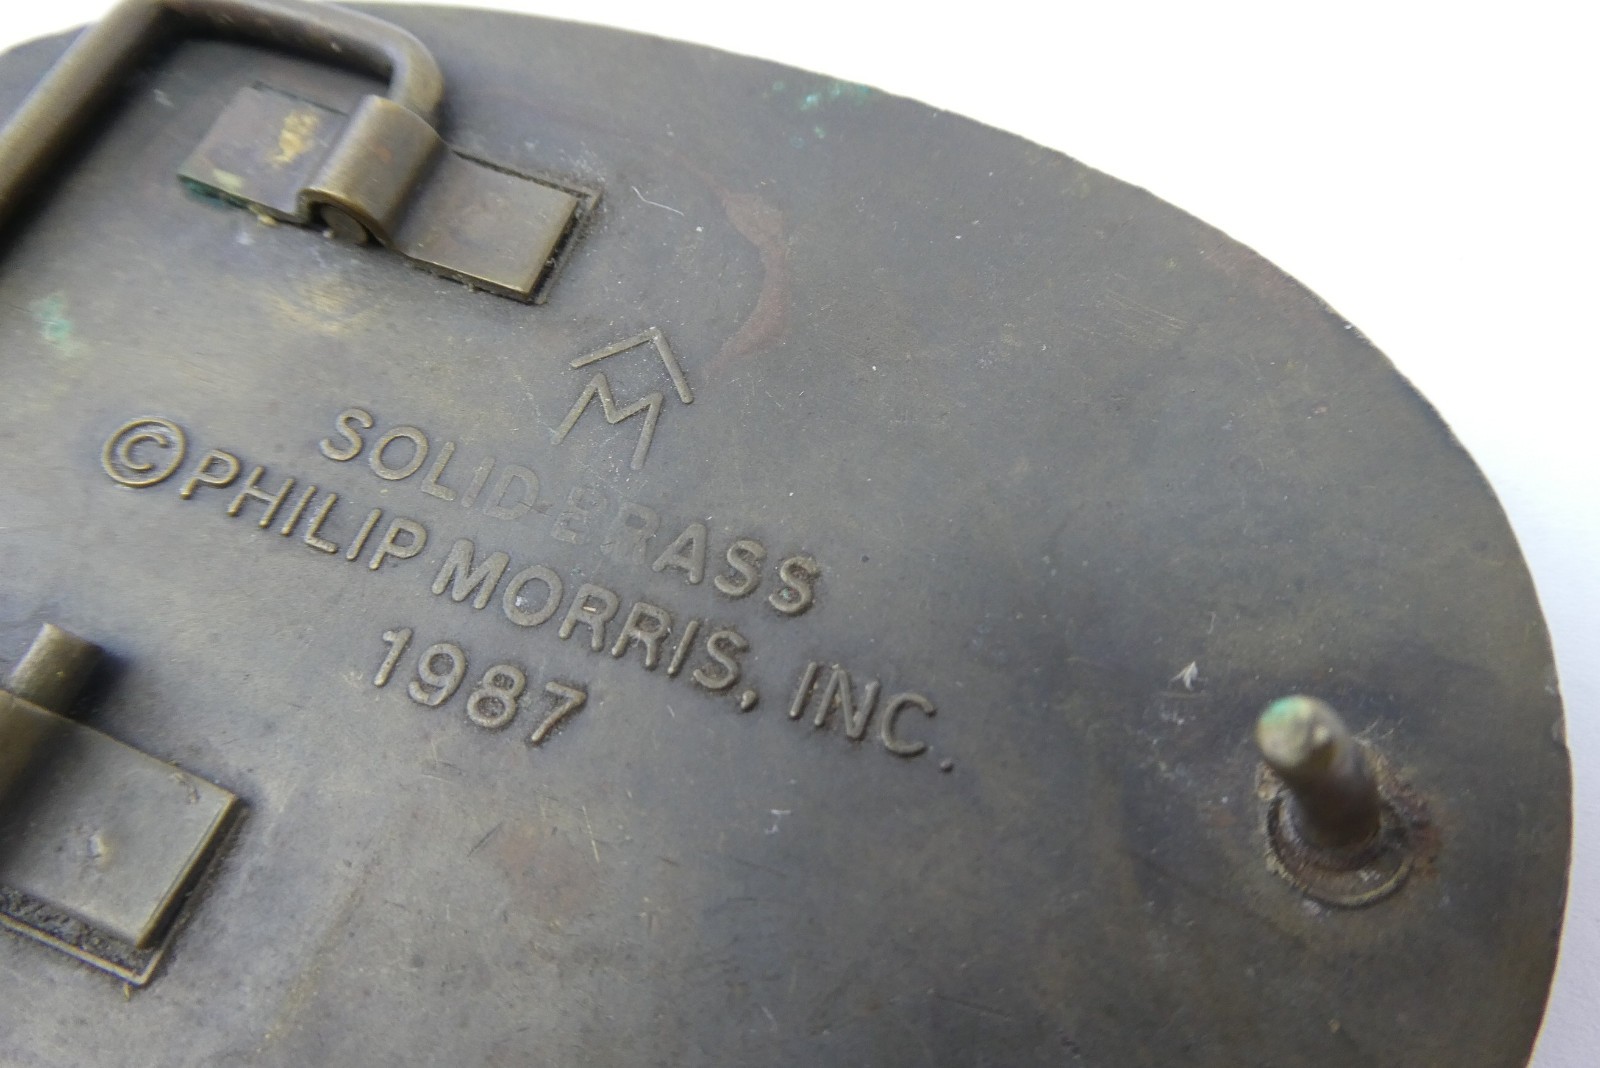 M
SOLID BRASS
© PHILIP MORRIS, INC.
1987